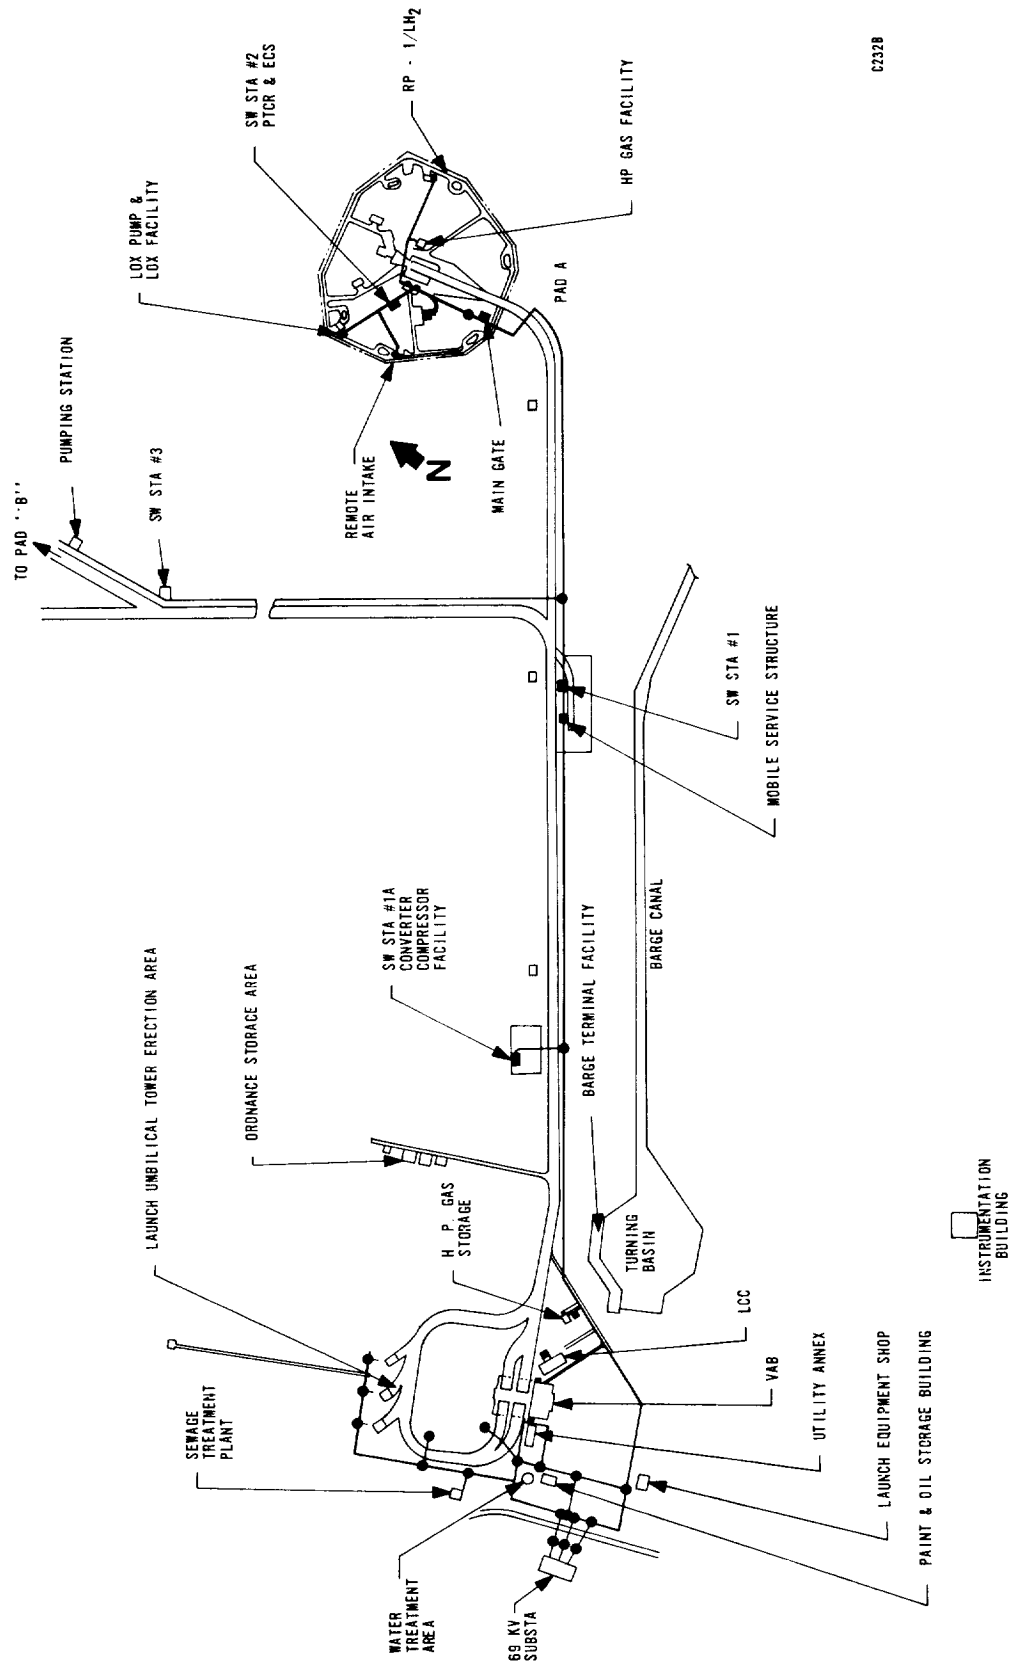 TO PAD "B"
PUMPING STATION
SW STA #3
LOX PUMP &
LOX FACILITY
SW STA #2
PTCR & ECS
RP - 1/LH2
HP GAS FACILITY
PAD A
MAIN GATE
REMOTE
AIR INTAKE
N
C232B
SW STA #1
MOBILE SERVICE STRUCTURE
BARGE CANAL
BARGE TERMINAL FACILITY
TURNING
BASIN
SW STA #1A
CONVERTER
COMPRESSOR
FACILITY
ORDNANCE STORAGE AREA
LAUNCH UMBILICAL TOWER ERECTION AREA
H P. GAS
STORAGE
LCC
VAB
UTILITY ANNEX
LAUNCH EQUIPMENT SHOP
PAINT & OIL STORAGE BUILDING
INSTRUMENTATION
BUILDING
SEWAGE
TREATMENT
PLANT
WATER
TREATMENT
AREA
69 KV
SUBSTA